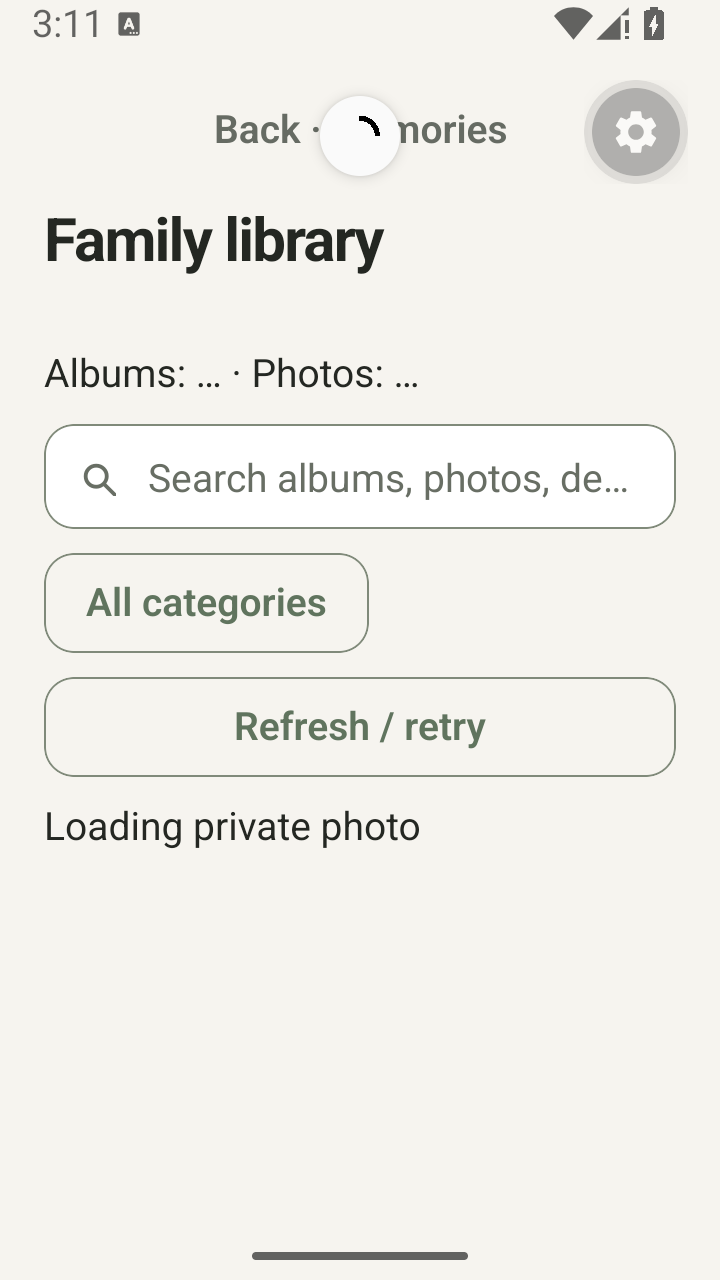 3:11
Back · mories
Family library
Albums: … · Photos: …
Search albums, photos, de…
All categories
Refresh / retry
Loading private photo